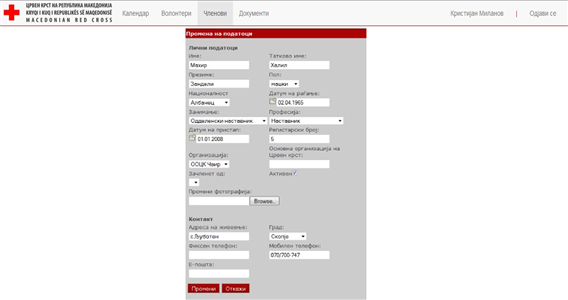 ЦРВЕН КРСТ НА РЕПУБЛИКА МАКЕДОНИЈА
KRYQI I KUQ I REPUBLIKËS SË MAQEDONISË
MACEDONIAN RED CROSS
Календар Волонтери Членови Документи Кристијан Миланов | Одјави се
Промена на податоци
Лични податоци
Име: Татково име:
Мехир Халил
Презиме: Пол:
Зендели машки
Националност Датум на раѓање:
Албанец 02.04.1965
Занимање: Професија:
Одделенски наставник Наставник
Датум на пристап: Регистарски број:
01.01.2008 5
Основна организација на
Организација: Црвен крст:
ООЦК Чаир
Зачленет од: Активен
Промени фотографија:
Browse..
Контакт
Адреса на живеење: Град:
с.Љуботен Скопје
Фиксен телефон: Мобилен телефон:
070/700-747
Е-пошта:
Промени Откажи